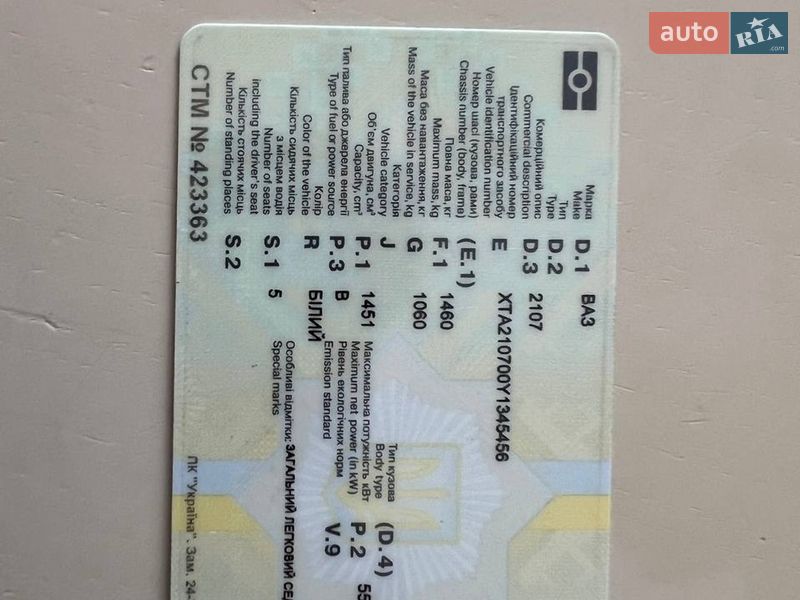 auto RIA .com
Марка D.1 ВАЗ
Make
Тип D.2
Type
Комерційний опис D.3 2107
Commercial description
Ідентифікаційний номер E XTA210700Y1345456
транспортного засобу
Vehicle identification number
Номер шасі (кузова, рами) (E.1)
Chassis number (body, frame)
Повна маса, кг F.1 1460
Maximum mass, kg
Маса без навантаження, кг G 1060
Mass of the vehicle in service, kg
Категорія J Тип кузова (D.4)
Vehicle category Body type
Об'єм двигуна, см³ P.1 1451 Максимальна потужність кВт P.2 55
Capacity, cm³ Maximum net power (in kW)
Тип палива або джерела енергії P.3 B Рівень екологічних норм V.9
Type of fuel or power source Emission standard
Колір R БІЛИЙ
Color of the vehicle
Кількість сидячих місць S.1 5 Особливі відмітки: ЗАГАЛЬНИЙ ЛЕГКОВИЙ СЕД
з місцем водія Special marks
Number of seats
including the driver's seat
Кількість стоячих місць S.2
Number of standing places
СТМ № 423363 ПК "Україна". Зам. 24-